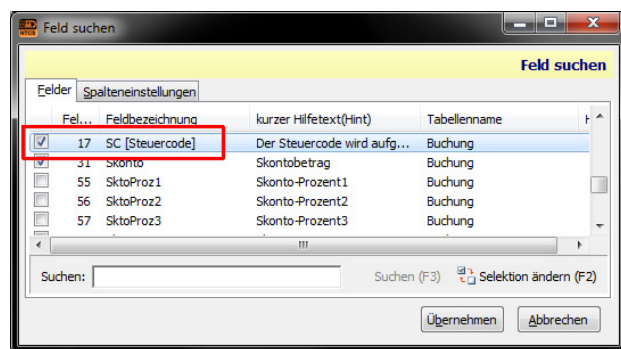 Feld suchen
Feld suchen
Felder Spalteneinstellungen
Fel... Feldbezeichnung kurzer Hilfetext(Hint) Tabellenname
17 SC [Steuercode] Der Steuercode wird aufg... Buchung
31 Skonto Skontobetrag Buchung
55 SktoProz1 Skonto-Prozent1 Buchung
56 SktoProz2 Skonto-Prozent2 Buchung
57 SktoProz3 Skonto-Prozent3 Buchung
Suchen: Suchen (F3) Selektion ändern (F2)
Übernehmen Abbrechen